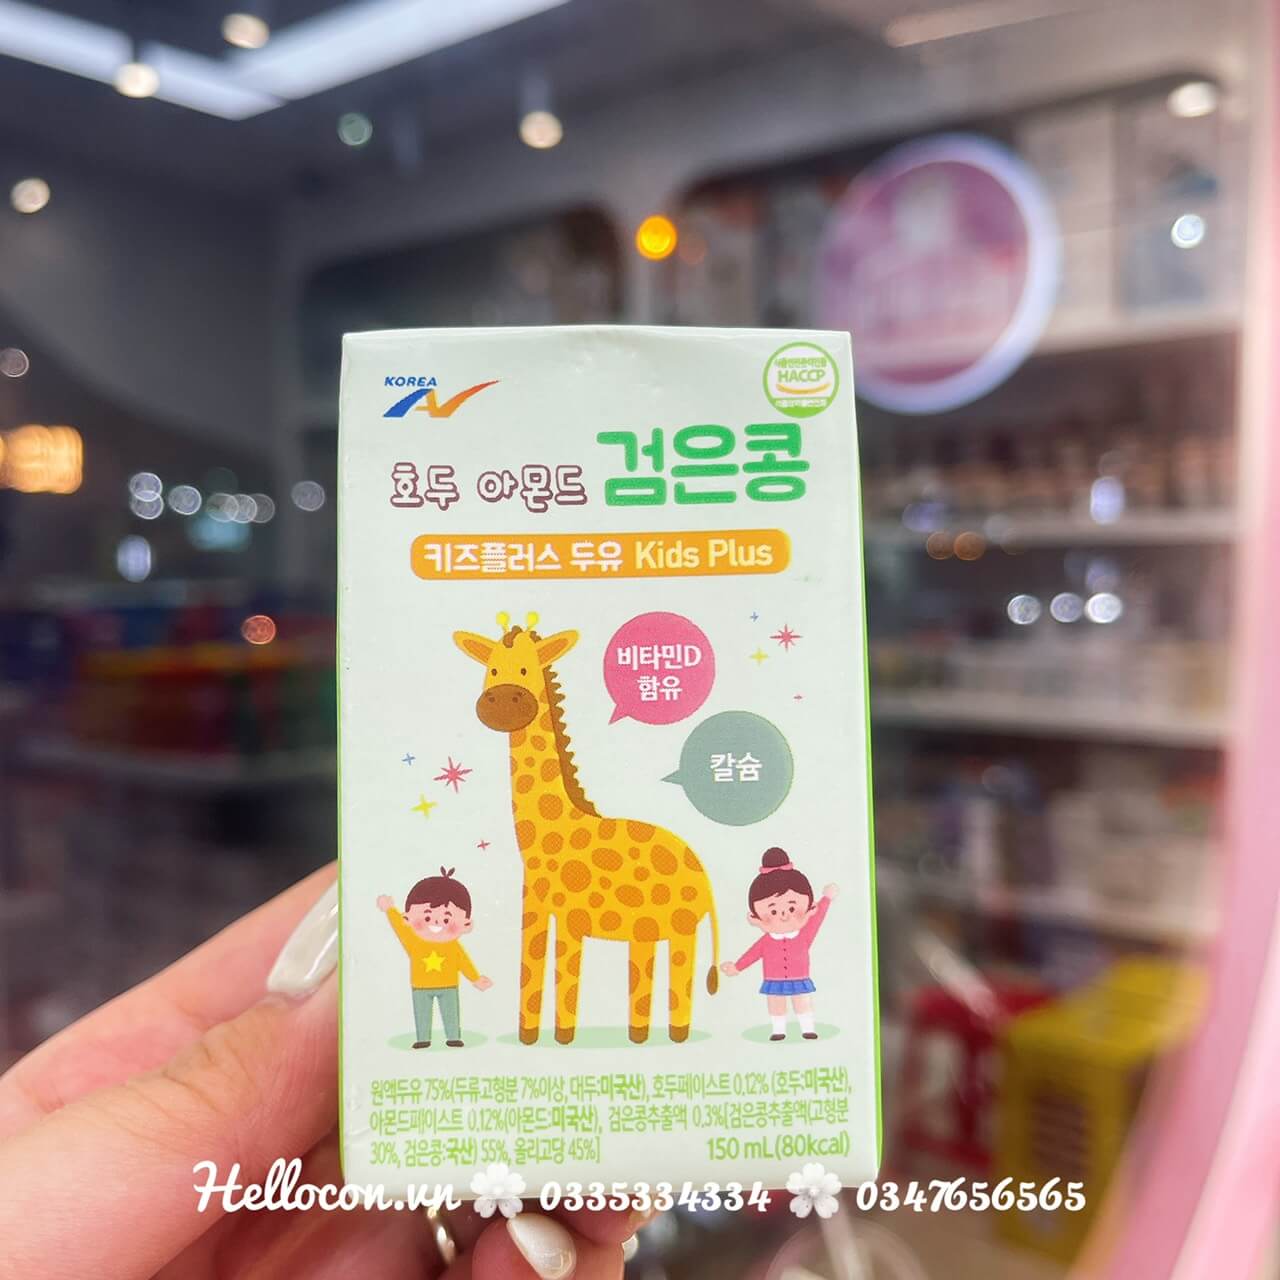 KOREA
HACCP
호두 아몬드 검은콩
키즈플러스 두유 Kids Plus
비타민D
함유
칼슘
원액두유 75%(두류고형분 7%이상, 대두:미국산), 호두페이스트 0.12% (호두:미국산),
아몬드페이스트 0.12%(아몬드:미국산), 검은콩추출액 0.3%[검은콩추출액(고형분
30%, 검은콩:국산) 55%, 올리고당 45%]
150 mL(80kcal)
Hellocon.vn 0335334334 0347656565